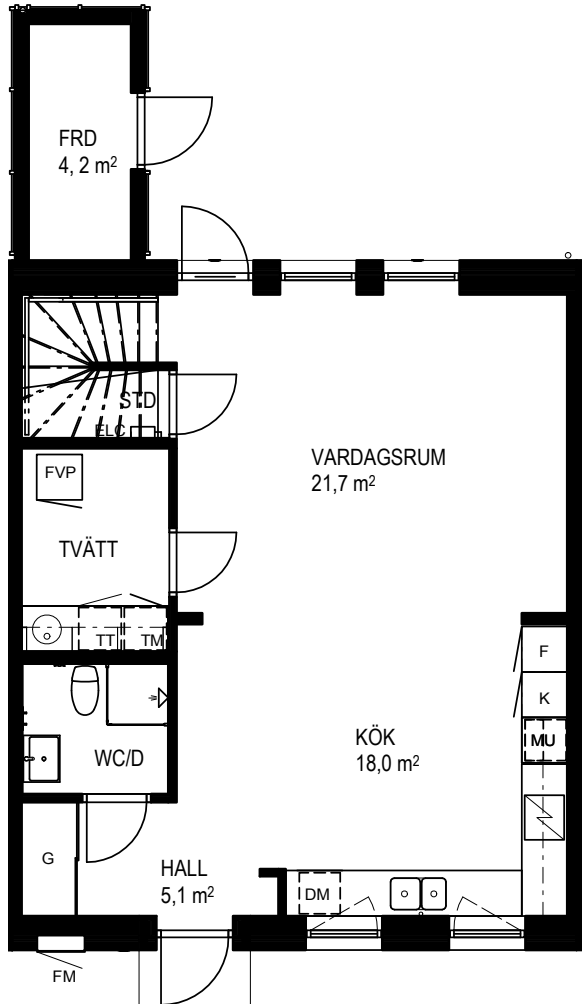 FRD
4, 2 m²
STD
ELC
VARDAGSRUM
21,7 m²
FVP
TVÄTT
TT
TM
F
K
MU
WC/D
KÖK
18,0 m²
G
HALL
5,1 m²
DM
FM